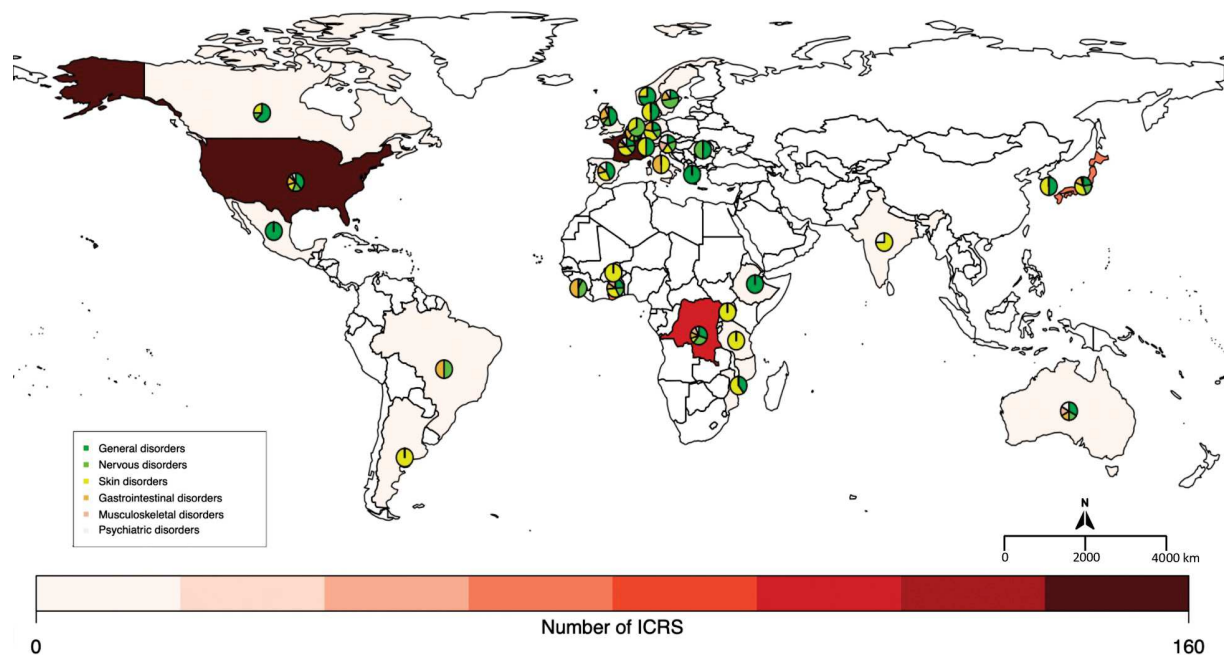 General disorders
Nervous disorders
Skin disorders
Gastrointestinal disorders
Musculoskeletal disorders
Psychiatric disorders
N
0 2000 4000 km
Number of ICRS
0 160